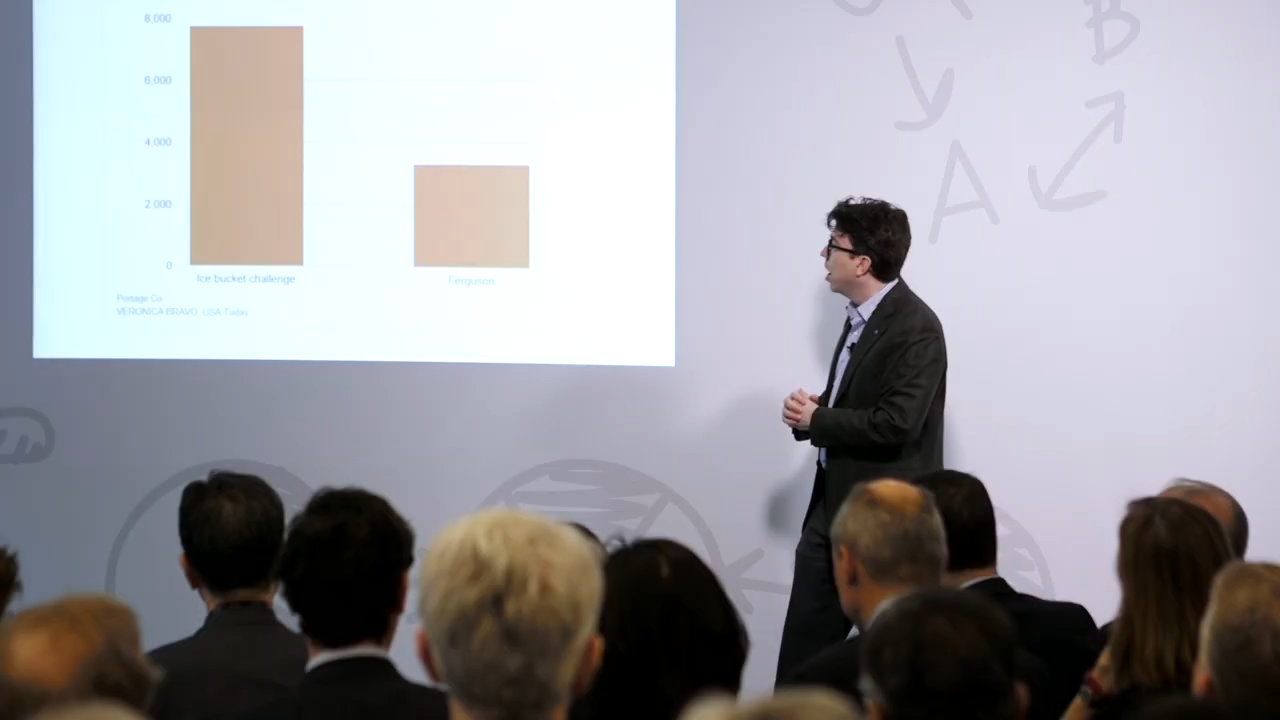 8,000
6,000
4,000
2,000
0
Ice bucket challenge
Ferguson
Portage Co
VERONICA BRAVO, USA Today
B
y
A